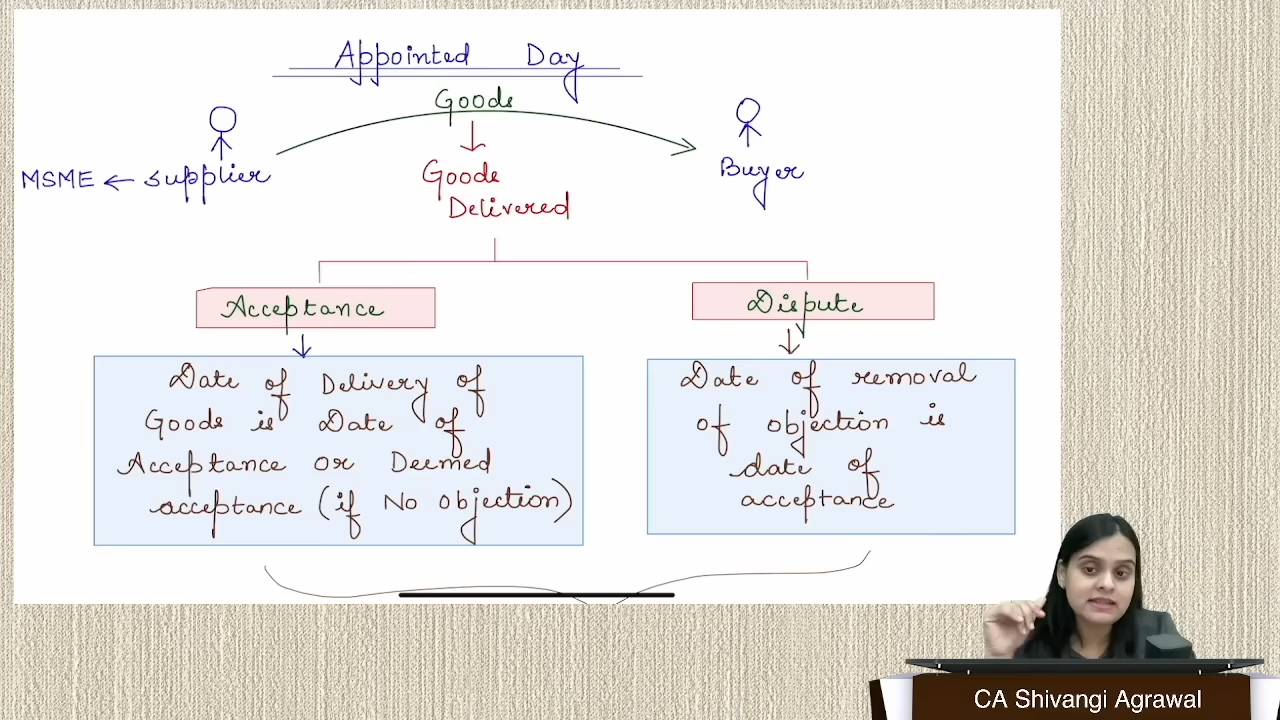 Appointed Day
Goods
MSME ← Supplier
Buyer
Goods
Delivered
Acceptance
Dispute
Date of Delivery of
Goods is Date of
Acceptance or Deemed
acceptance (if No objection)
Date of removal
of objection is
date of
acceptance
CA Shivangi Agrawal